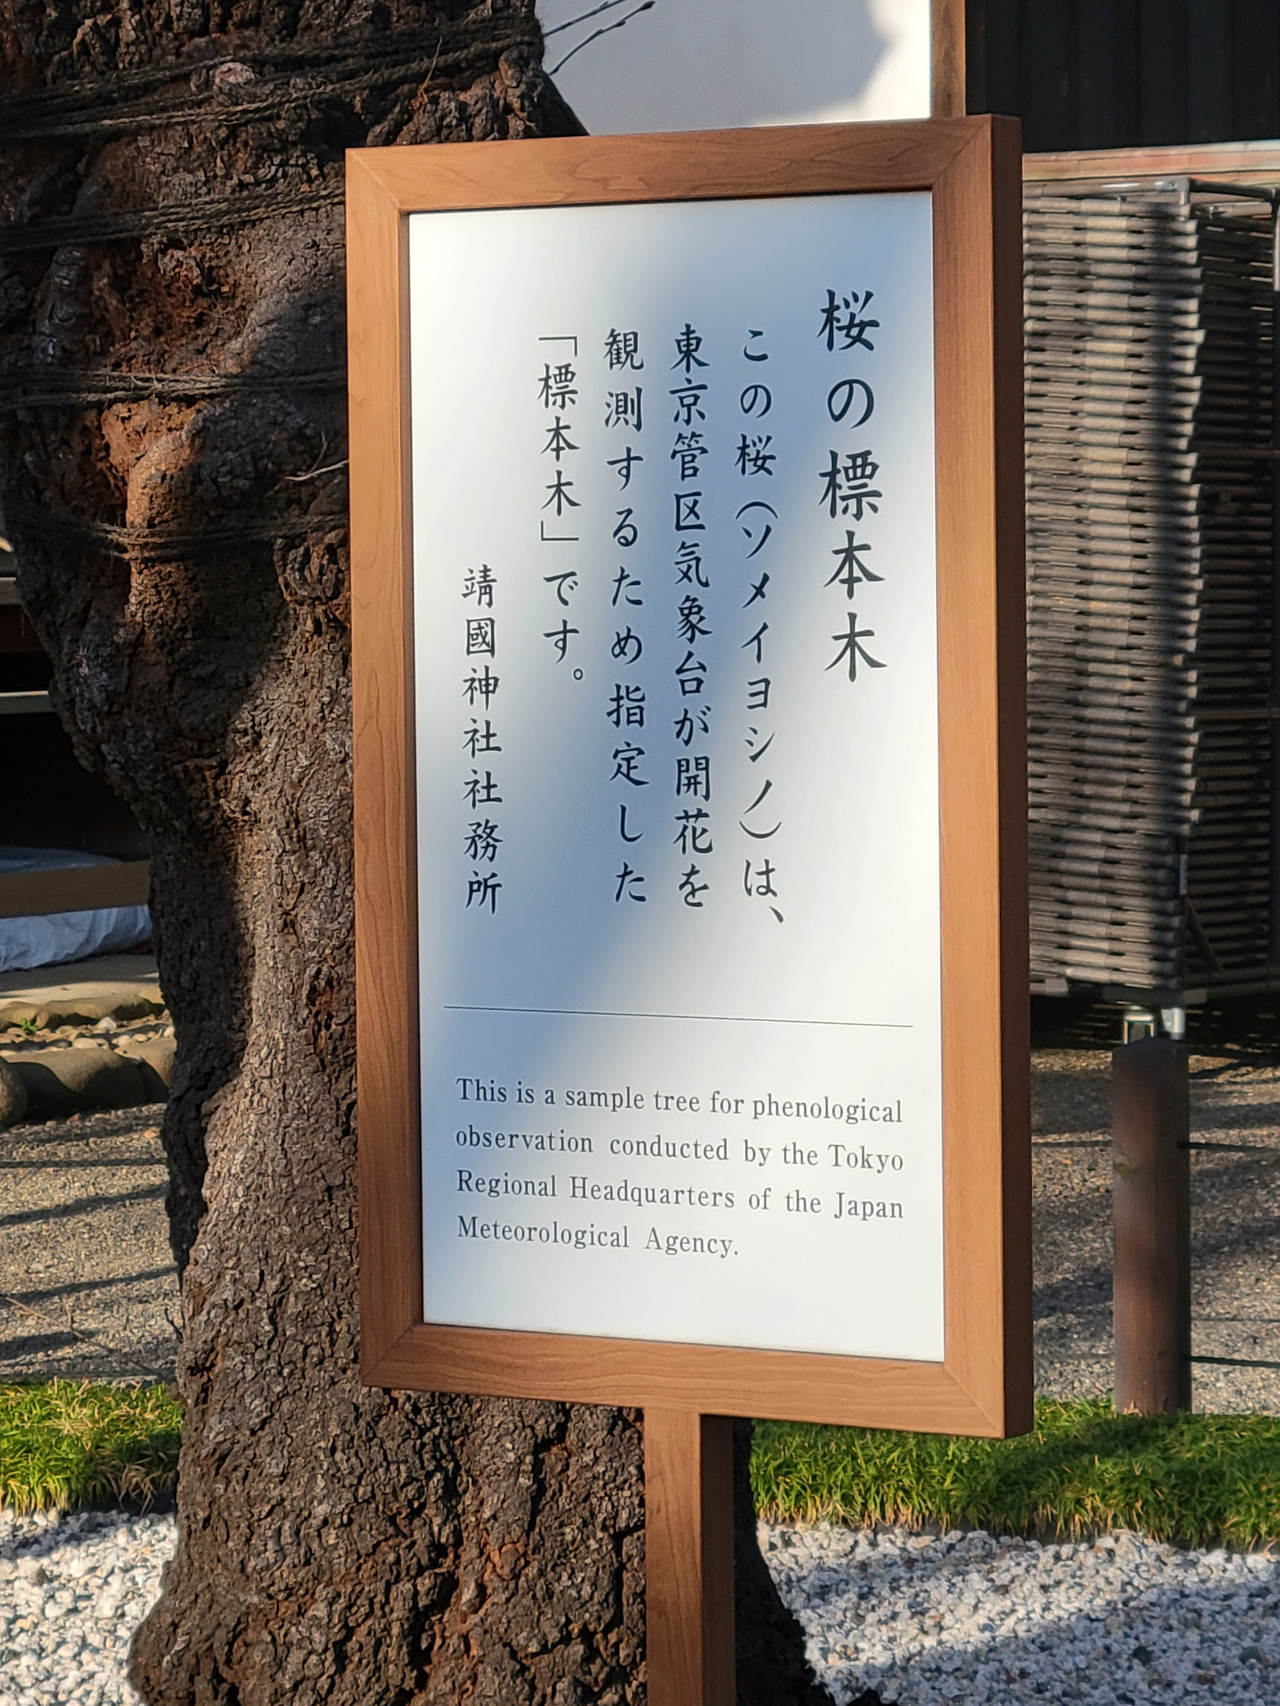 桜の標本木
この桜（ソメイヨシノ）は、
東京管区気象台が開花を
観測するため指定した
「標本木」です。
靖國神社社務所
This is a sample tree for phenological
observation conducted by the Tokyo
Regional Headquarters of the Japan
Meteorological Agency.